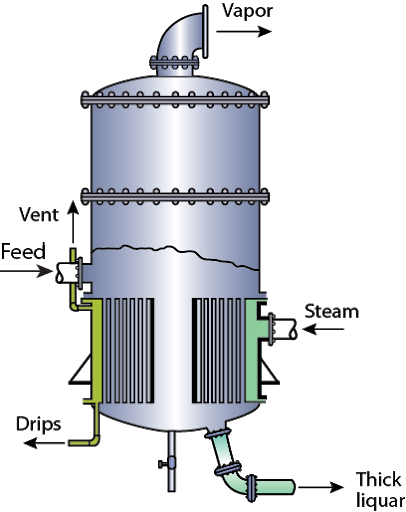 Vapor
Vent
Feed
Steam
Drips
Thick
liquar